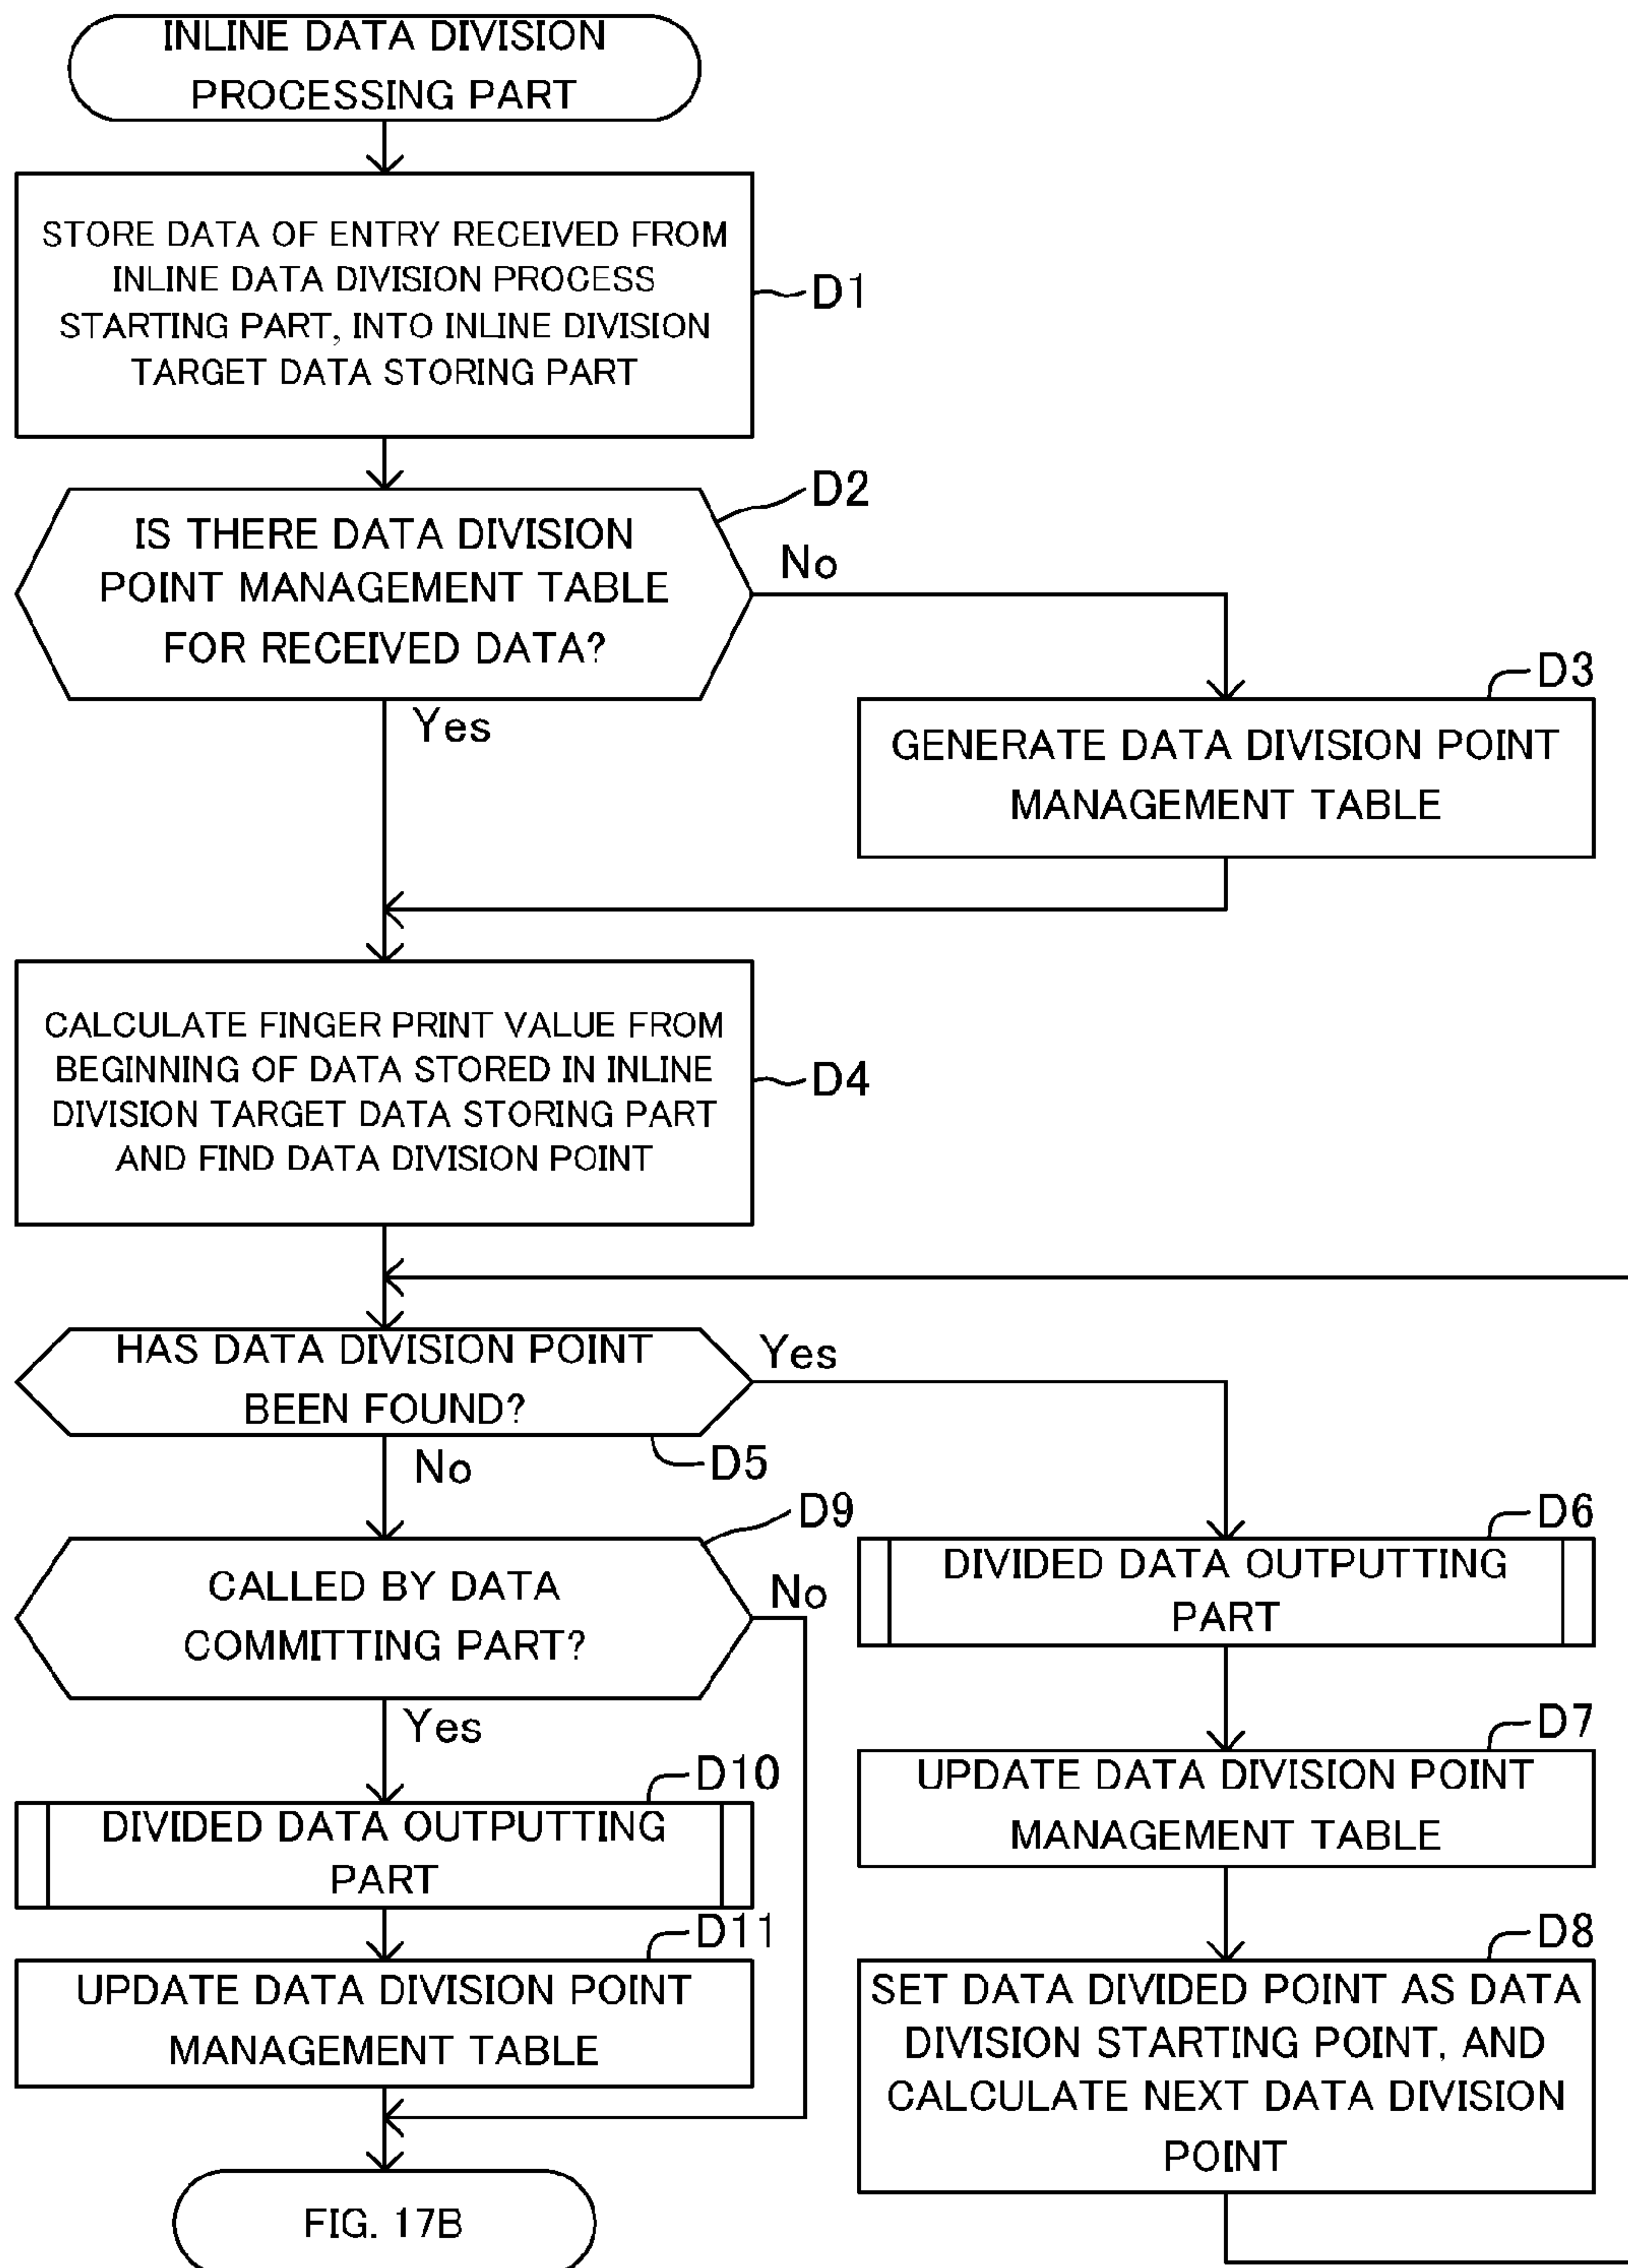 INLINE DATA DIVISION
PROCESSING PART
STORE DATA OF ENTRY RECEIVED FROM
INLINE DATA DIVISION PROCESS
STARTING PART, INTO INLINE DIVISION
TARGET DATA STORING PART
D1
D2
IS THERE DATA DIVISION
POINT MANAGEMENT TABLE
FOR RECEIVED DATA?
No
Yes
D3
GENERATE DATA DIVISION POINT
MANAGEMENT TABLE
CALCULATE FINGER PRINT VALUE FROM
BEGINNING OF DATA STORED IN INLINE
DIVISION TARGET DATA STORING PART
AND FIND DATA DIVISION POINT
D4
HAS DATA DIVISION POINT
BEEN FOUND?
Yes
No
D5
D9
CALLED BY DATA
COMMITTING PART?
No
Yes
D10
DIVIDED DATA OUTPUTTING
PART
D11
UPDATE DATA DIVISION POINT
MANAGEMENT TABLE
FIG. 17B
D6
DIVIDED DATA OUTPUTTING
PART
D7
UPDATE DATA DIVISION POINT
MANAGEMENT TABLE
D8
SET DATA DIVIDED POINT AS DATA
DIVISION STARTING POINT, AND
CALCULATE NEXT DATA DIVISION
POINT